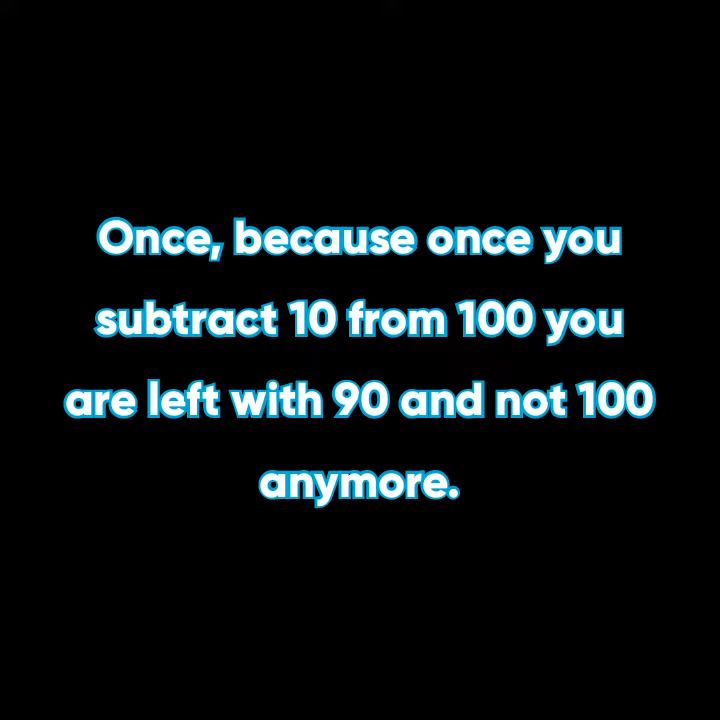 Once, because once you
subtract 10 from 100 you
are left with 90 and not 100
anymore.